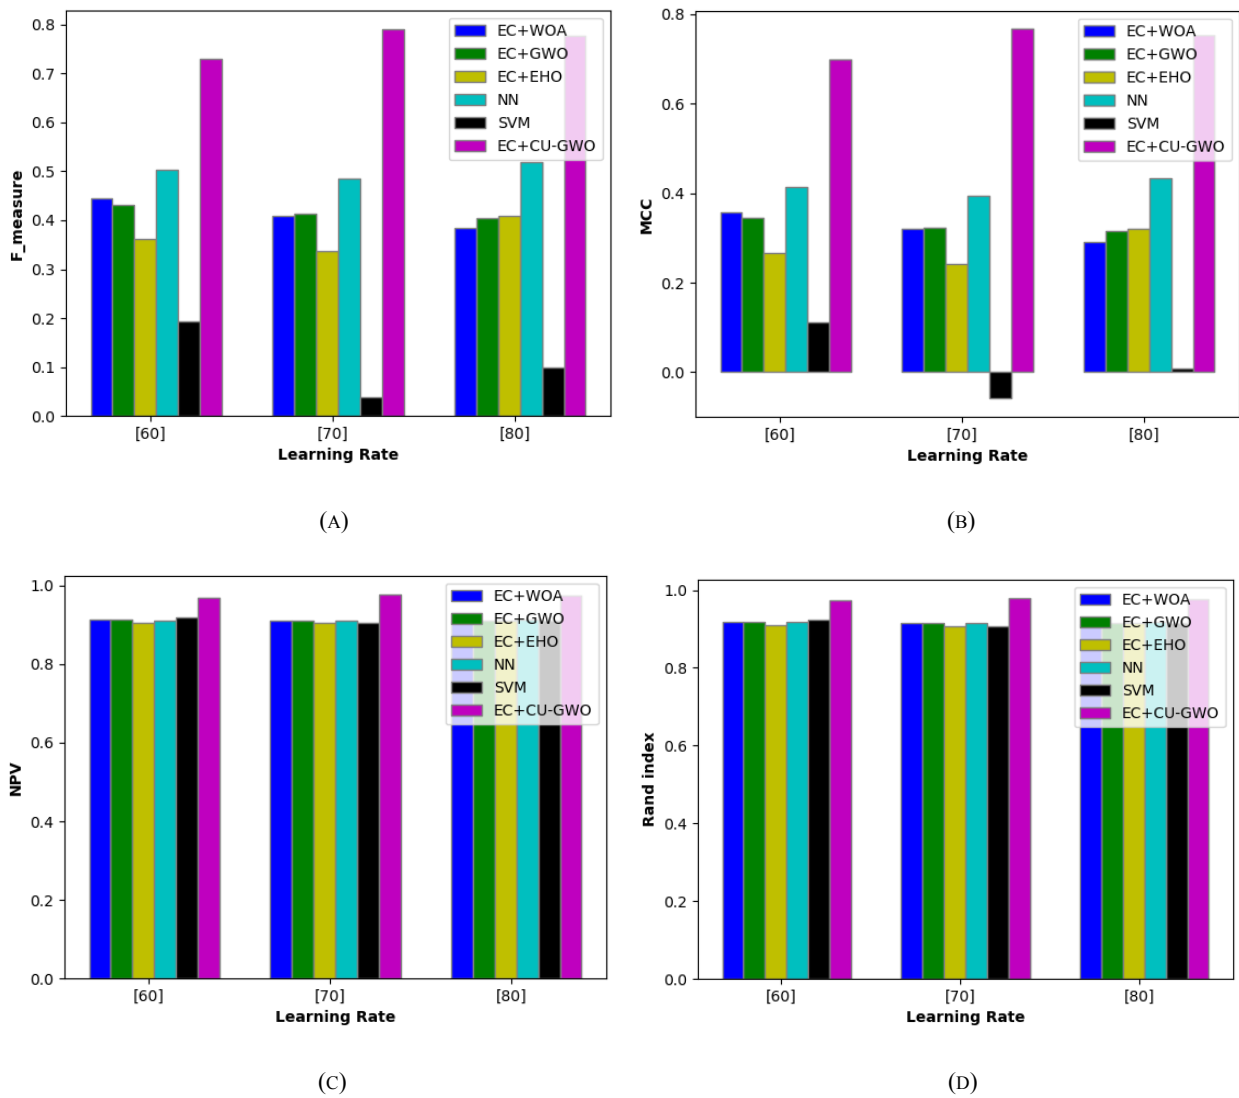 0.8
0.7
0.6
0.5
0.4
0.3
0.2
0.1
0.0
F_measure
EC+WOA
EC+GWO
EC+EHO
NN
SVM
EC+CU-GWO
[60]
[70]
[80]
Learning Rate
(A)
0.8
0.6
0.4
0.2
0.0
MCC
EC+WOA
EC+GWO
EC+EHO
NN
SVM
EC+CU-GWO
[60]
[70]
[80]
Learning Rate
(B)
1.0
0.8
0.6
0.4
0.2
0.0
NPV
EC+WOA
EC+GWO
EC+EHO
NN
SVM
EC+CU-GWO
[60]
[70]
[80]
Learning Rate
(C)
1.0
0.8
0.6
0.4
0.2
0.0
Rand index
EC+WOA
EC+GWO
EC+EHO
NN
SVM
EC+CU-GWO
[60]
[70]
[80]
Learning Rate
(D)